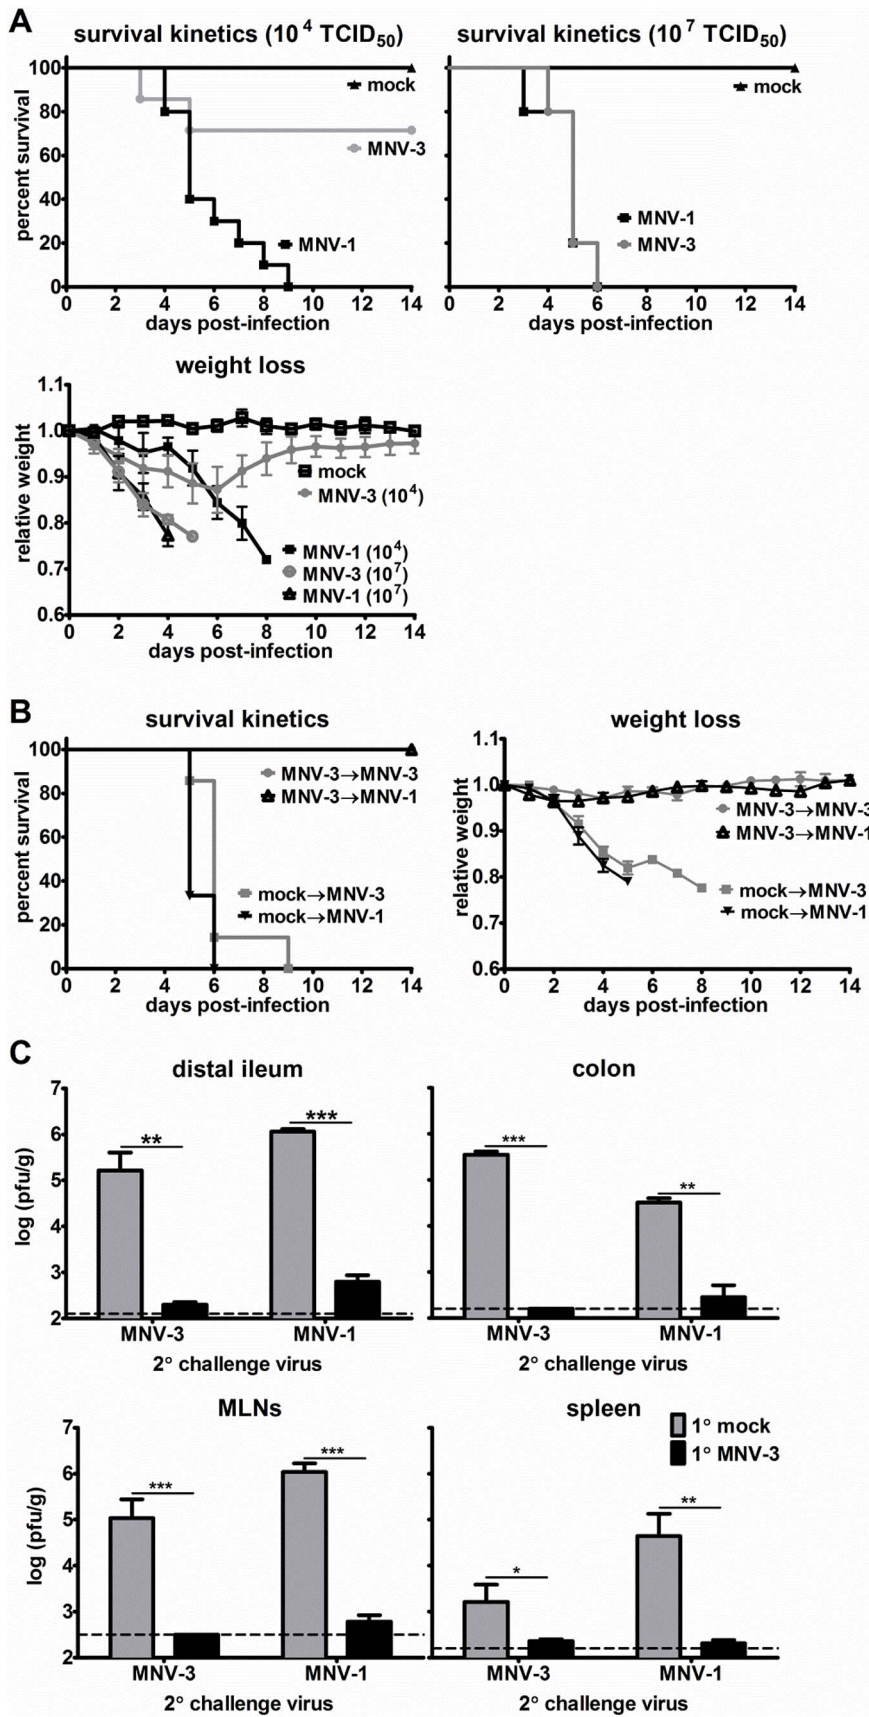 A
survival kinetics (10⁴ TCID₅₀)
survival kinetics (10⁷ TCID₅₀)
percent survival
100
80
60
40
20
0
mock
MNV-3
MNV-1
0 2 4 6 8 10 12 14
days post-infection
mock
MNV-1
MNV-3
0 2 4 6 8 10 12 14
days post-infection
weight loss
relative weight
1.1
1.0
0.9
0.8
0.7
0.6
mock
MNV-3 (10⁴)
MNV-1 (10⁴)
MNV-3 (10⁷)
MNV-1 (10⁷)
0 2 4 6 8 10 12 14
days post-infection
B
survival kinetics
percent survival
100
80
60
40
20
0
MNV-3→MNV-3
MNV-3→MNV-1
mock→MNV-3
mock→MNV-1
0 2 4 6 8 10 12 14
days post-infection
weight loss
relative weight
1.1
1.0
0.9
0.8
0.7
0.6
MNV-3→MNV-3
MNV-3→MNV-1
mock→MNV-3
mock→MNV-1
0 2 4 6 8 10 12 14
days post-infection
C
distal ileum
log (pfu/g)
7
6
5
4
3
2
**
***
MNV-3 MNV-1
2° challenge virus
colon
***
**
MNV-3 MNV-1
2° challenge virus
MLNs
log (pfu/g)
7
6
5
4
3
2
***
***
MNV-3 MNV-1
2° challenge virus
spleen
1° mock
1° MNV-3
*
**
MNV-3 MNV-1
2° challenge virus